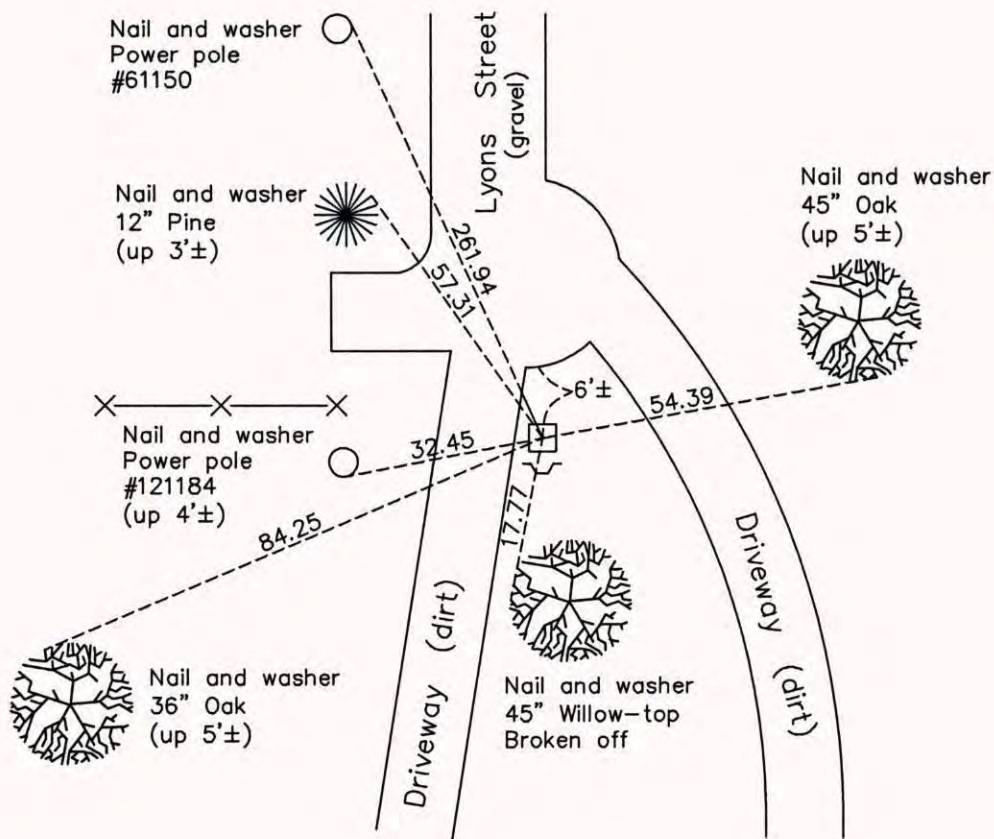 Nail and washer
Power pole
#61150
Lyons Street
(gravel)
Nail and washer
12" Pine
(up 3'±)
Nail and washer
45" Oak
(up 5'±)
261.94
57.31
6'±
54.39
Nail and washer
Power pole
#121184
(up 4'±)
32.45
84.25
17.77
Driveway (dirt)
Driveway (dirt)
Nail and washer
36" Oak
(up 5'±)
Nail and washer
45" Willow-top
Broken off